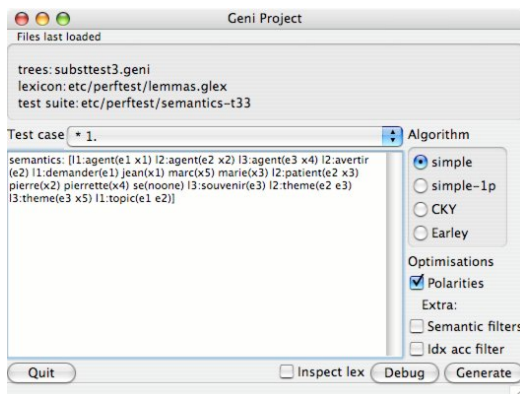 Geni Project
Files last loaded
trees: substtest3.geni
lexicon: etc/perftest/lemmas.glex
test suite: etc/perftest/semantics-t33
Test case * 1.
semantics: [l1:agent(e1 x1) l2:agent(e2 x2) l3:agent(e3 x4) l2:avertir
(e2) l1:demander(e1) jean(x1) marc(x5) marie(x3) l2:patient(e2 x3)
pierre(x2) pierrette(x4) se(noone) l3:souvenir(e3) l2:theme(e2 e3)
l3:theme(e3 x5) l1:topic(e1 e2)]
Algorithm
simple
simple-1p
CKY
Earley
Optimisations
Polarities
Extra:
Semantic filters
Idx acc filter
Quit Inspect lex Debug Generate